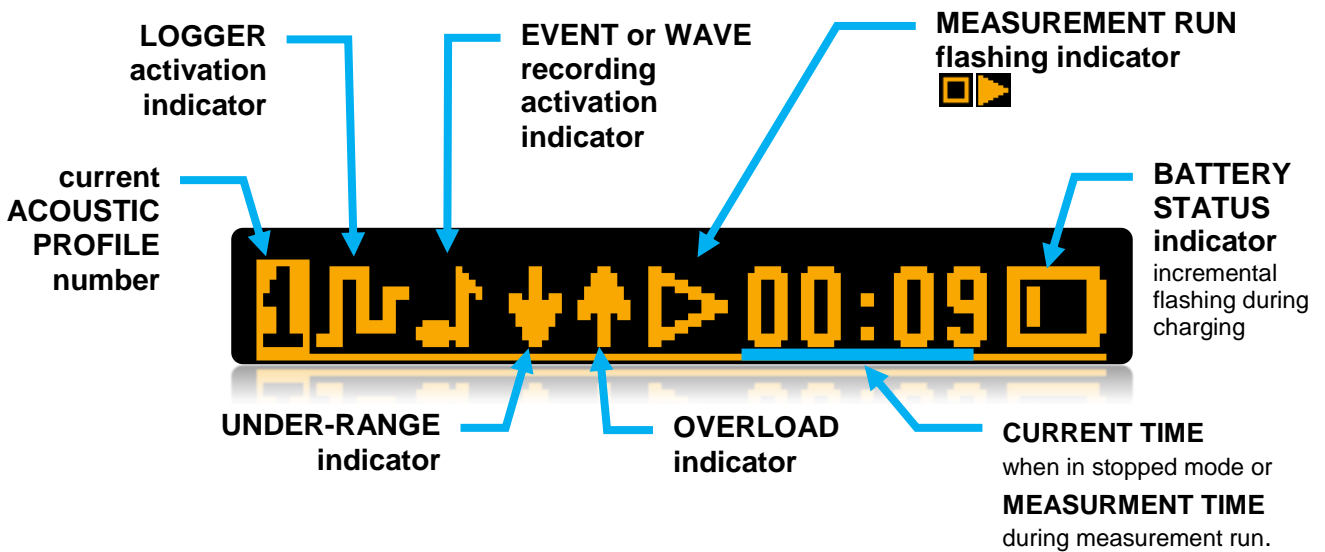 LOGGER
activation
indicator
EVENT or WAVE
recording
activation
indicator
MEASUREMENT RUN
flashing indicator
current
ACOUSTIC
PROFILE
number
BATTERY
STATUS
indicator
incremental
flashing during
charging
1 00:09
UNDER-RANGE
indicator
OVERLOAD
indicator
CURRENT TIME
when in stopped mode or
MEASURMENT TIME
during measurement run.